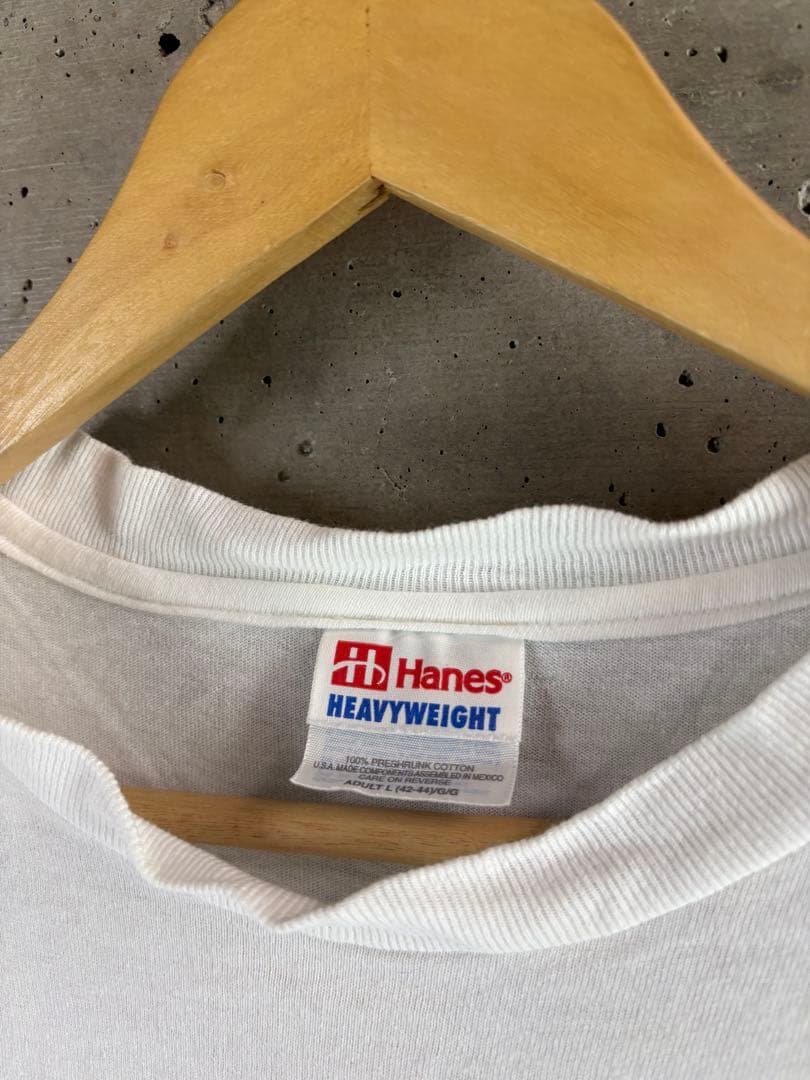 Hanes®
HEAVYWEIGHT
100% PRESHRUNK COTTON
U.S.A. MADE COMPONENTS ASSEMBLED IN MEXICO
CARE ON REVERSE
ADULT L (42-44)/G/G